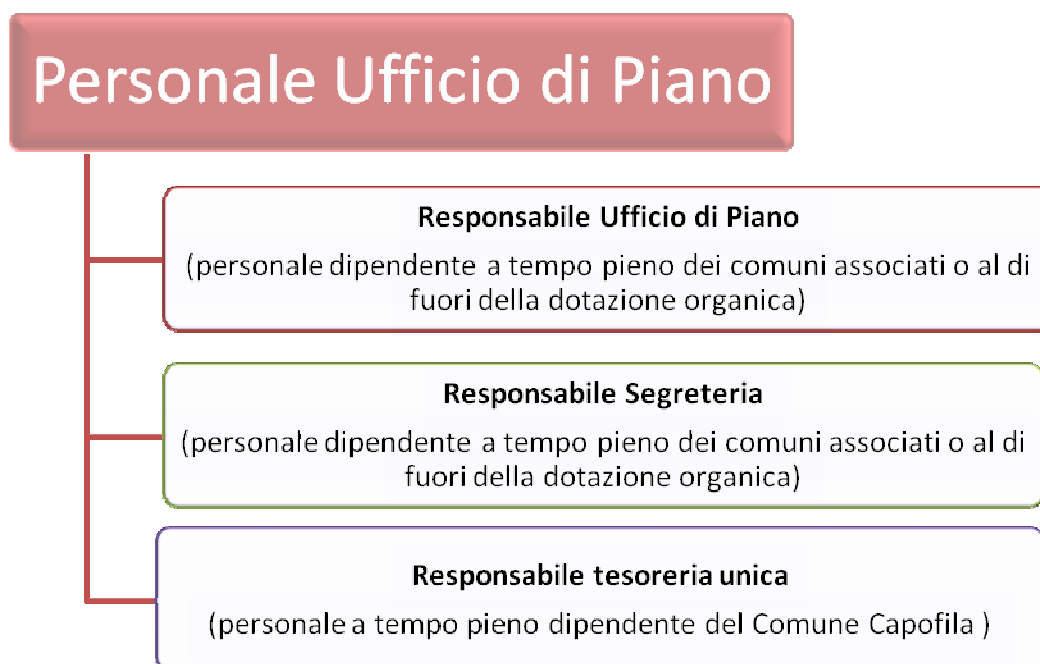 Personale Ufficio di Piano
Responsabile Ufficio di Piano
(personale dipendente a tempo pieno dei comuni associati o al di
fuori della dotazione organica)
Responsabile Segreteria
(personale dipendente a tempo pieno dei comuni associati o al di
fuori della dotazione organica)
Responsabile tesoreria unica
(personale a tempo pieno dipendente del Comune Capofila )